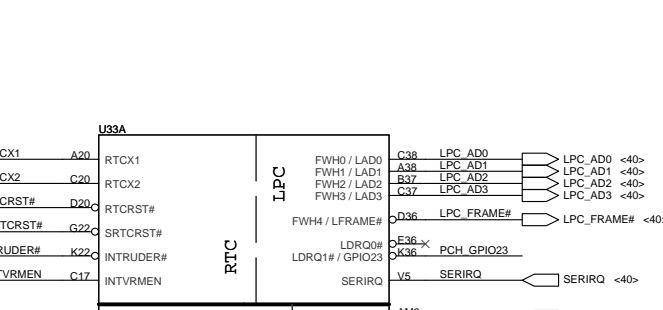 U33A
CX1 A20 RTCX1
CX2 C20 RTCX2
CRST# D20 RTCRST#
TCRST# G22 SRTCRST#
RUDER# K22 INTRUDER#
TVRMEN C17 INTVRMEN
RTC
LPC
FWH0 / LAD0 C38 LPC_AD0 LPC_AD0 <40>
FWH1 / LAD1 A38 LPC_AD1 LPC_AD1 <40>
FWH2 / LAD2 B37 LPC_AD2 LPC_AD2 <40>
FWH3 / LAD3 C37 LPC_AD3 LPC_AD3 <40>
FWH4 / LFRAME# D36 LPC_FRAME# LPC_FRAME# <40>
LDRQ0# E36
LDRQ1# / GPIO23 K36 PCH_GPIO23
SERIRQ V5 SERIRQ SERIRQ <40>